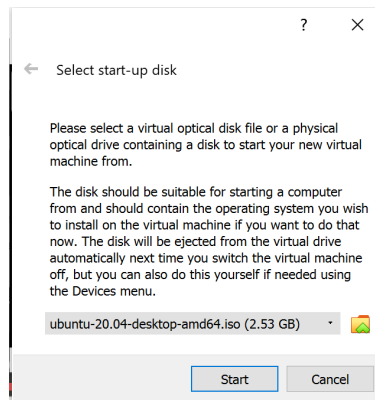 ?
Select start-up disk
Please select a virtual optical disk file or a physical
optical drive containing a disk to start your new virtual
machine from.
The disk should be suitable for starting a computer
from and should contain the operating system you wish
to install on the virtual machine if you want to do that
now. The disk will be ejected from the virtual drive
automatically next time you switch the virtual machine
off, but you can also do this yourself if needed using
the Devices menu.
ubuntu-20.04-desktop-amd64.iso (2.53 GB)
Start Cancel